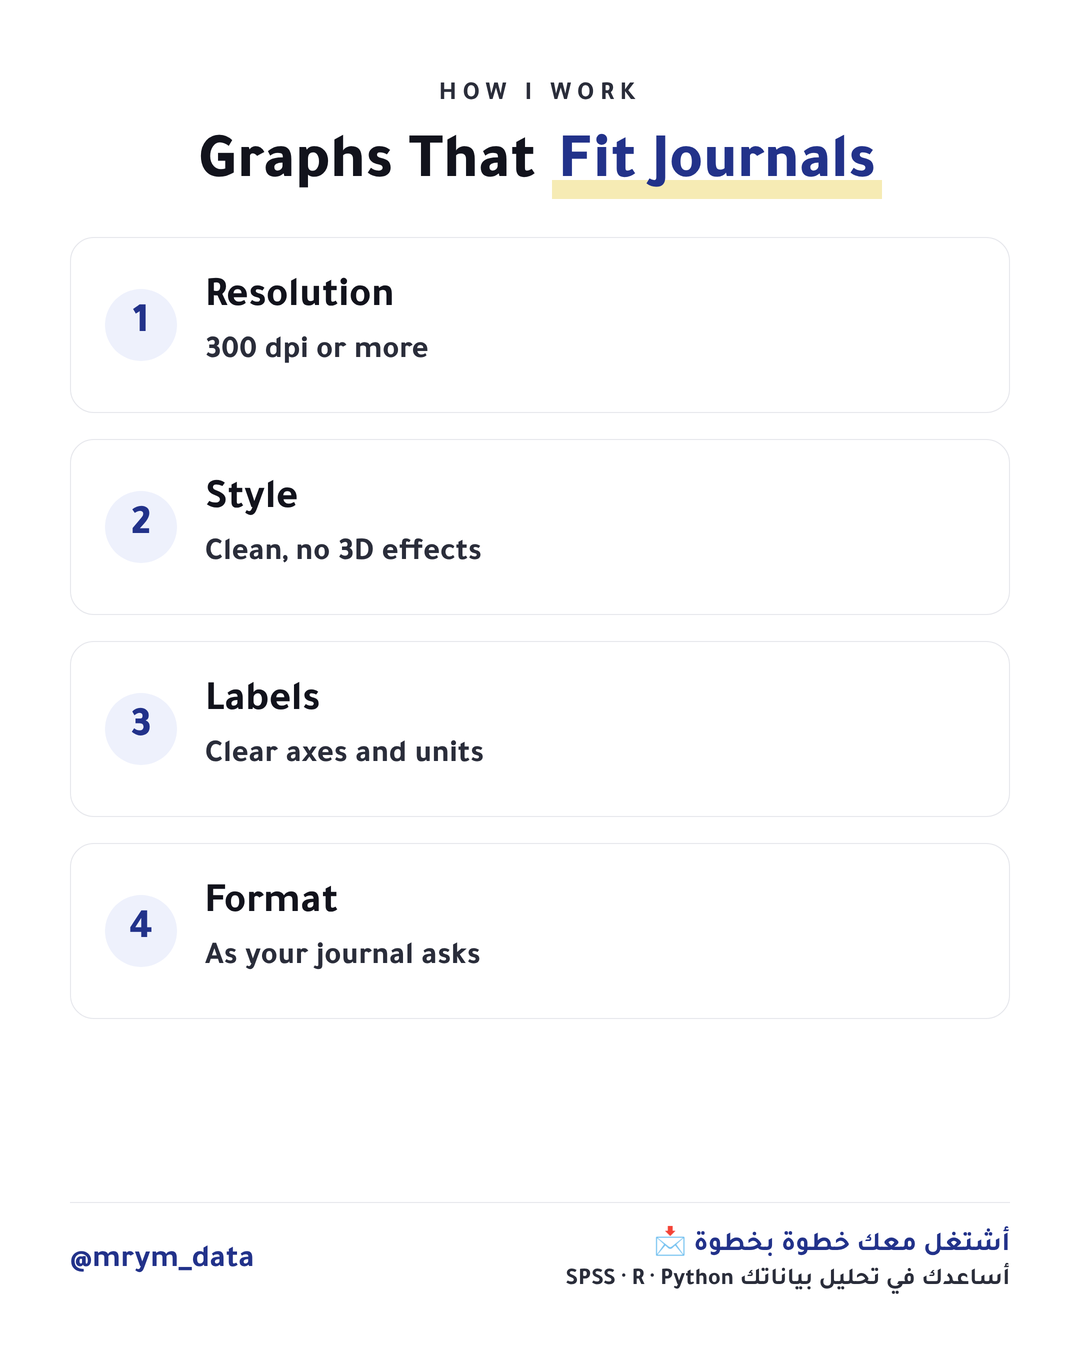 HOW I WORK
Graphs That Fit Journals
1
Resolution
300 dpi or more
2
Style
Clean, no 3D effects
3
Labels
Clear axes and units
4
Format
As your journal asks
@mrym_data
أشتغل معك خطوة بخطوة 📩
أساعدك في تحليل بياناتك SPSS · R · Python